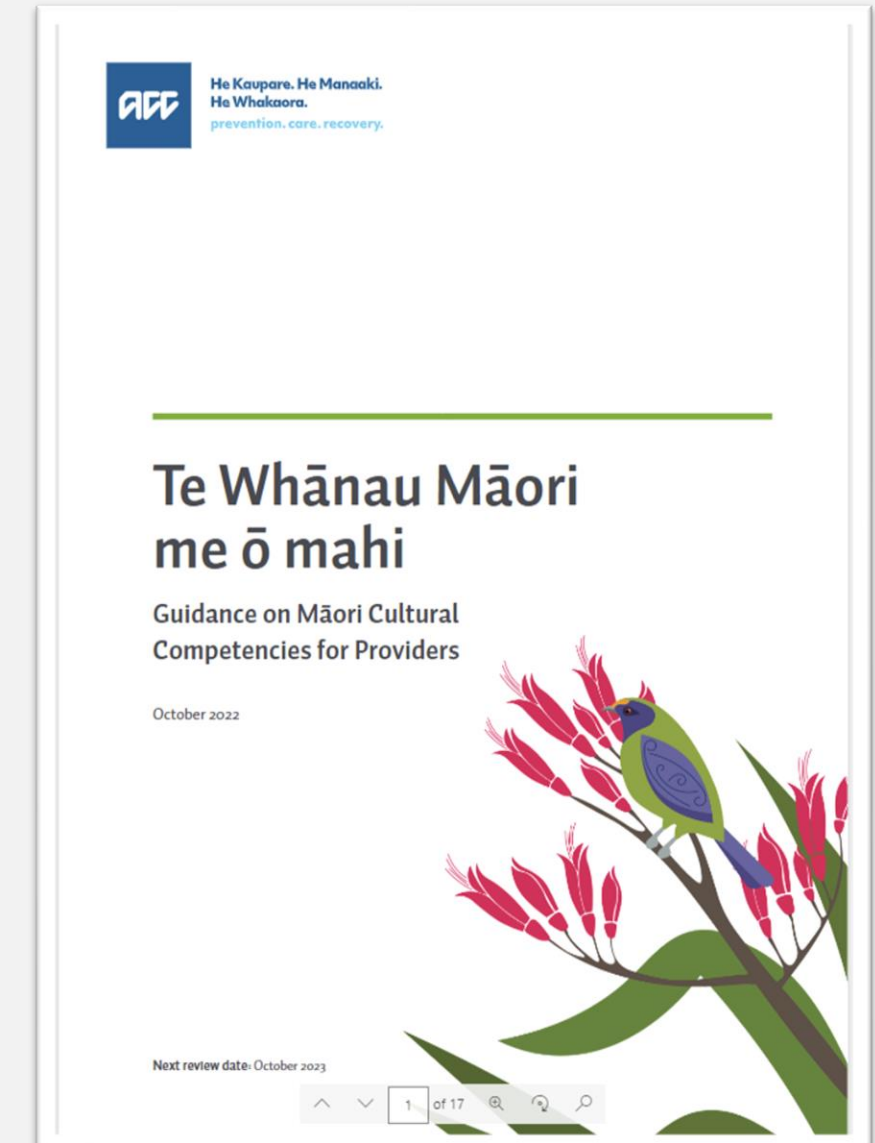 acc
He Kaupare. He Manaaki.
He Whakaora.
prevention. care. recovery.
Te Whānau Māori
me ō mahi
Guidance on Māori Cultural
Competencies for Providers
October 2022
Next review date: October 2023
1 of 17